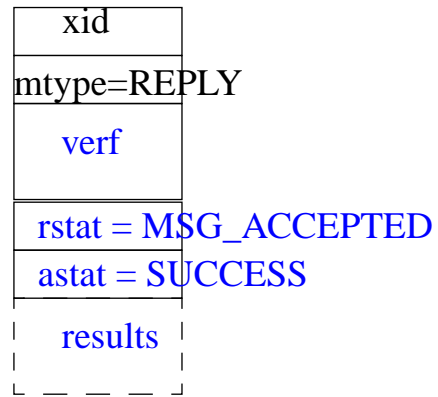 xid
mtype=REPLY
verf
rstat = MSG_ACCEPTED
astat = SUCCESS
results